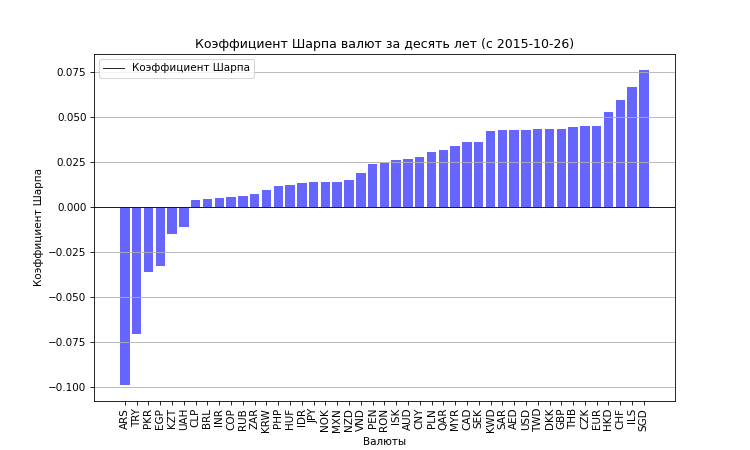 Коэффициент Шарпа валют за десять лет (с 2015-10-26)
Коэффициент Шарпа
0.075
0.050
0.025
0.000
−0.025
−0.050
−0.075
−0.100
Коэффициент Шарпа
ARS TRY PKR EGP KZT UAH CLP BRL INR COP RUB ZAR KRW PHP HUF IDR JPY NOK MXN NZD VND PEN RON ISK AUD CNY PLN QAR MYR CAD SEK KWD SAR AED USD TWD DKK GBP THB CZK EUR HKD CHF ILS SGD
Валюты